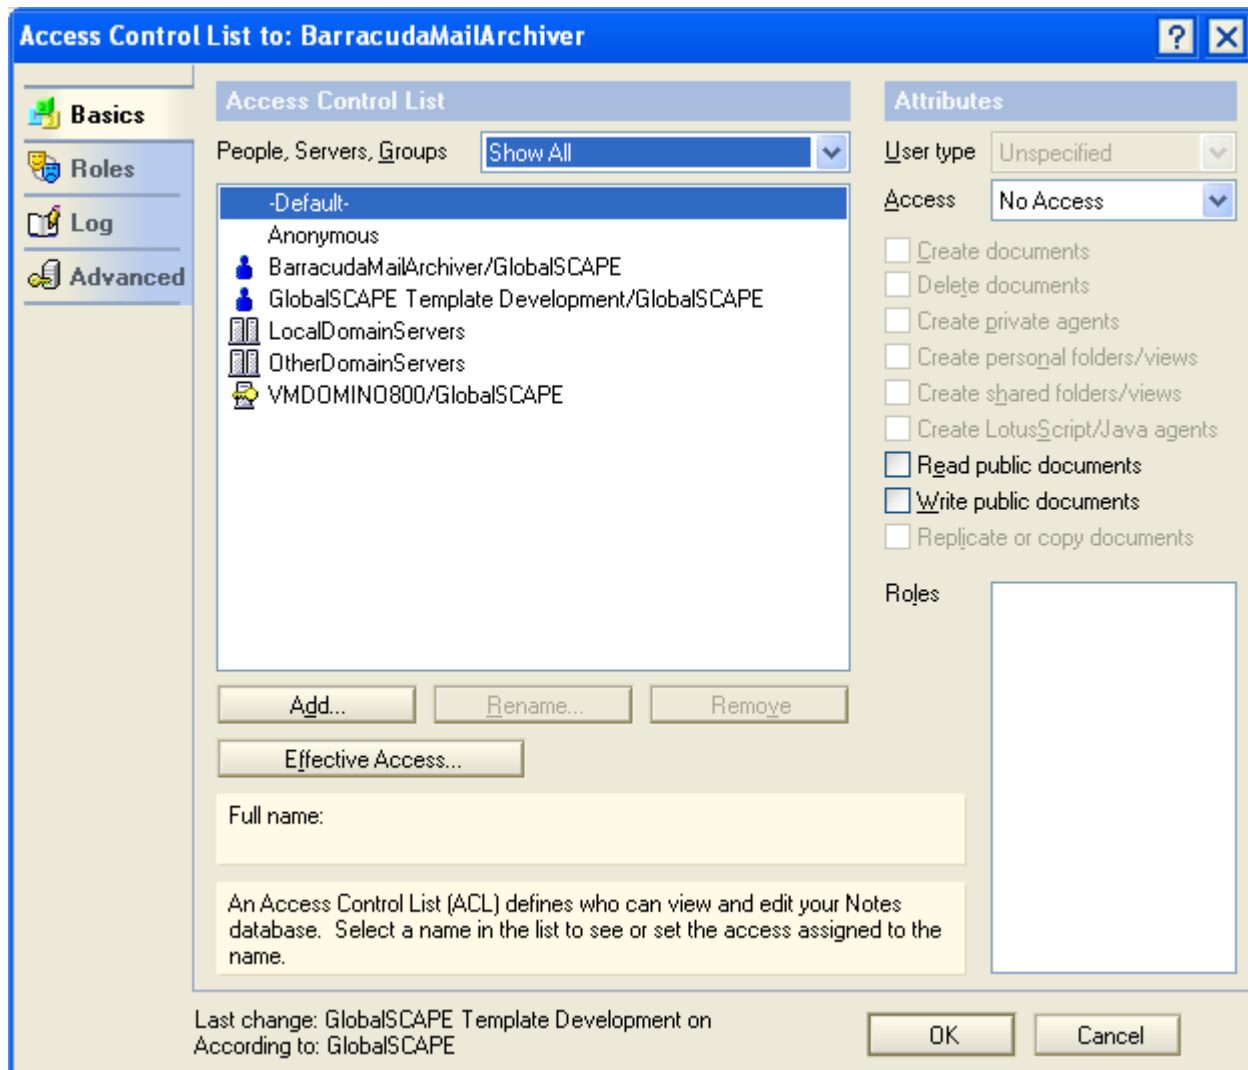 Access Control List to: BarracudaMailArchiver
Basics
Roles
Log
Advanced
Access Control List
People, Servers, Groups Show All
-Default-
Anonymous
BarracudaMailArchiver/GlobalSCAPE
GlobalSCAPE Template Development/GlobalSCAPE
LocalDomainServers
OtherDomainServers
VMDOMINO800/GlobalSCAPE
Add... Rename... Remove
Effective Access...
Full name:
An Access Control List (ACL) defines who can view and edit your Notes
database. Select a name in the list to see or set the access assigned to the
name.
Attributes
User type Unspecified
Access No Access
Create documents
Delete documents
Create private agents
Create personal folders/views
Create shared folders/views
Create LotusScript/Java agents
Read public documents
Write public documents
Replicate or copy documents
Roles
Last change: GlobalSCAPE Template Development on
According to: GlobalSCAPE
OK Cancel